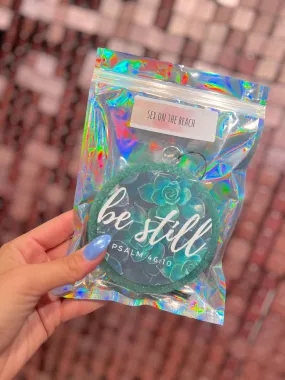 SEX ON THE BEACH
be still
PSALM 46:10